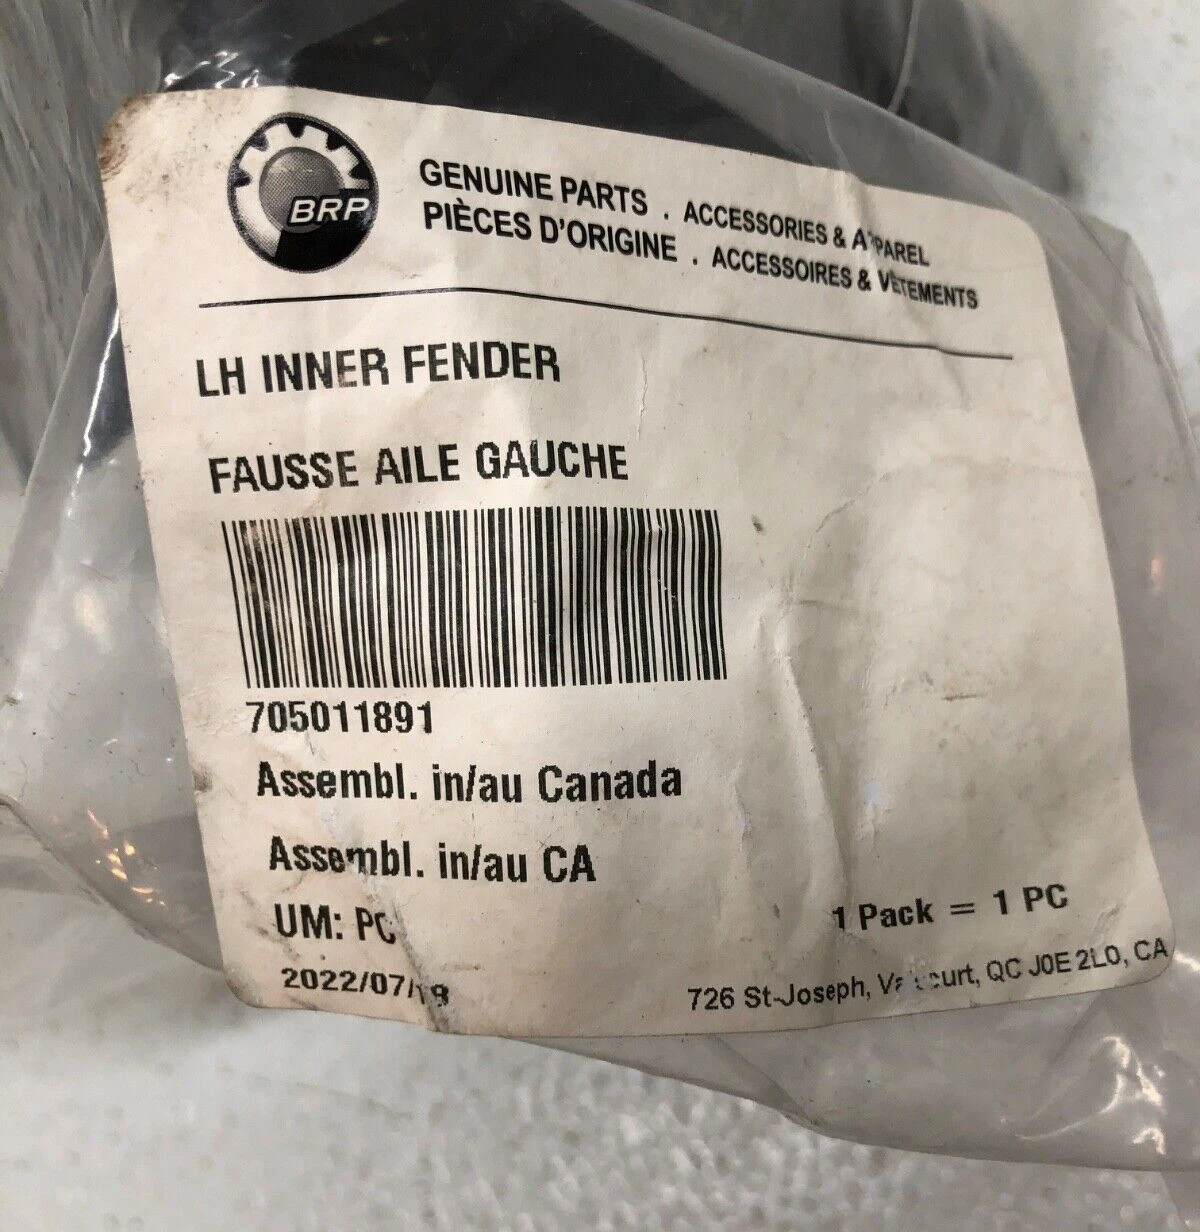 BRP
GENUINE PARTS . ACCESSORIES & APPAREL
PIÈCES D'ORIGINE . ACCESSOIRES & VÊTEMENTS
LH INNER FENDER
FAUSSE AILE GAUCHE
705011891
Assembl. in/au Canada
Assembl. in/au CA
UM: PC
1 Pack = 1 PC
726 St-Joseph, QC J0E 2L0, CA